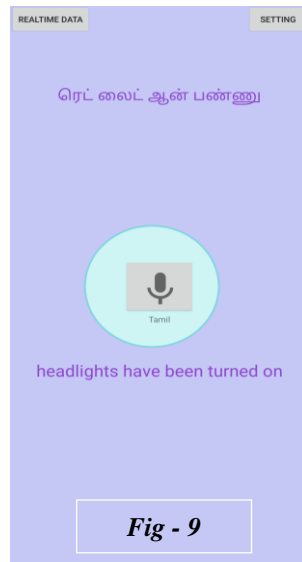 REALTIME DATA SETTING
ரெட் லைட் ஆன் பண்ணு
Tamil
headlights have been turned on
Fig - 9